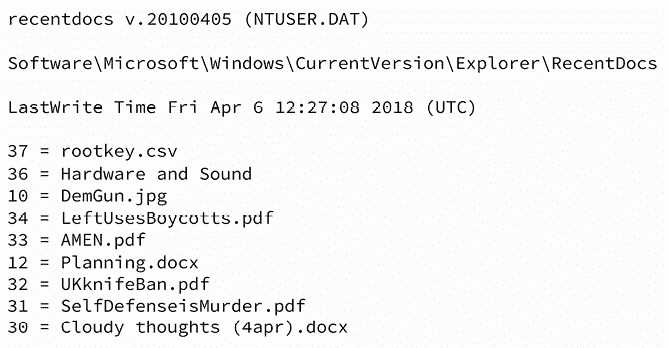 recentdocs v.20100405 (NTUSER.DAT)
Software\Microsoft\Windows\CurrentVersion\Explorer\RecentDocs
LastWrite Time Fri Apr 6 12:27:08 2018 (UTC)
37 = rootkey.csv
36 = Hardware and Sound
10 = DemGun.jpg
34 = LeftUsesBoycotts.pdf
33 = AMEN.pdf
12 = Planning.docx
32 = UKknifeBan.pdf
31 = SelfDefenseisMurder.pdf
30 = Cloudy thoughts (4apr).docx